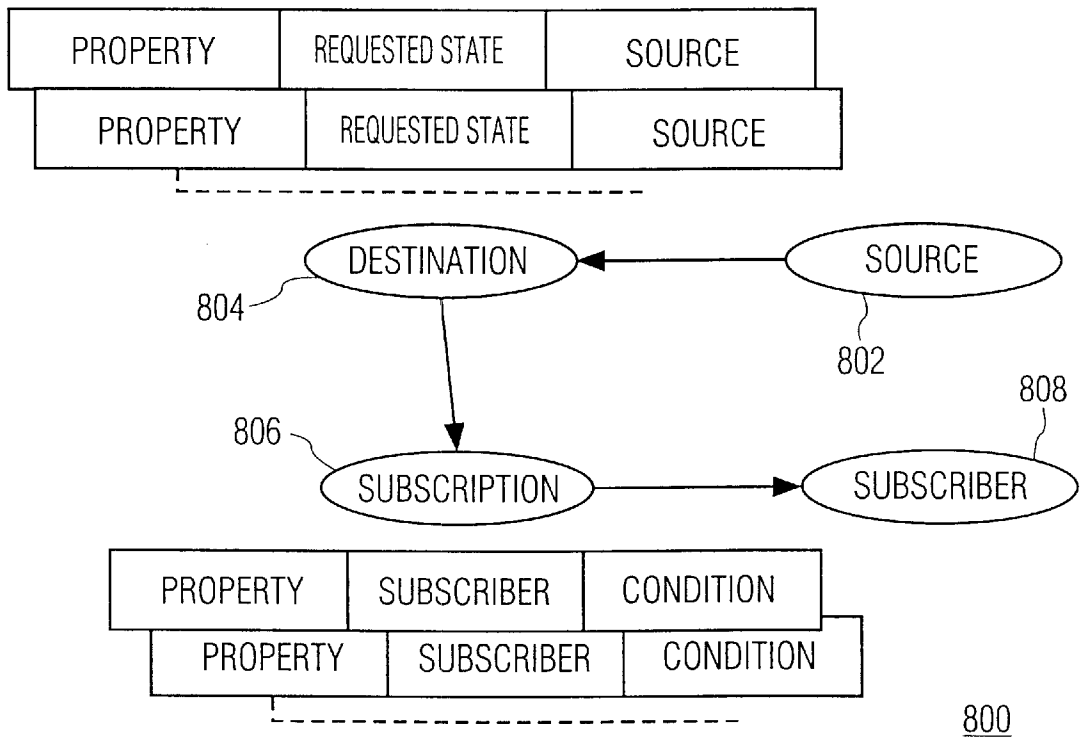 PROPERTY REQUESTED STATE SOURCE
PROPERTY REQUESTED STATE SOURCE
DESTINATION SOURCE
804
802
808
806
SUBSCRIPTION SUBSCRIBER
PROPERTY SUBSCRIBER CONDITION
PROPERTY SUBSCRIBER CONDITION
800